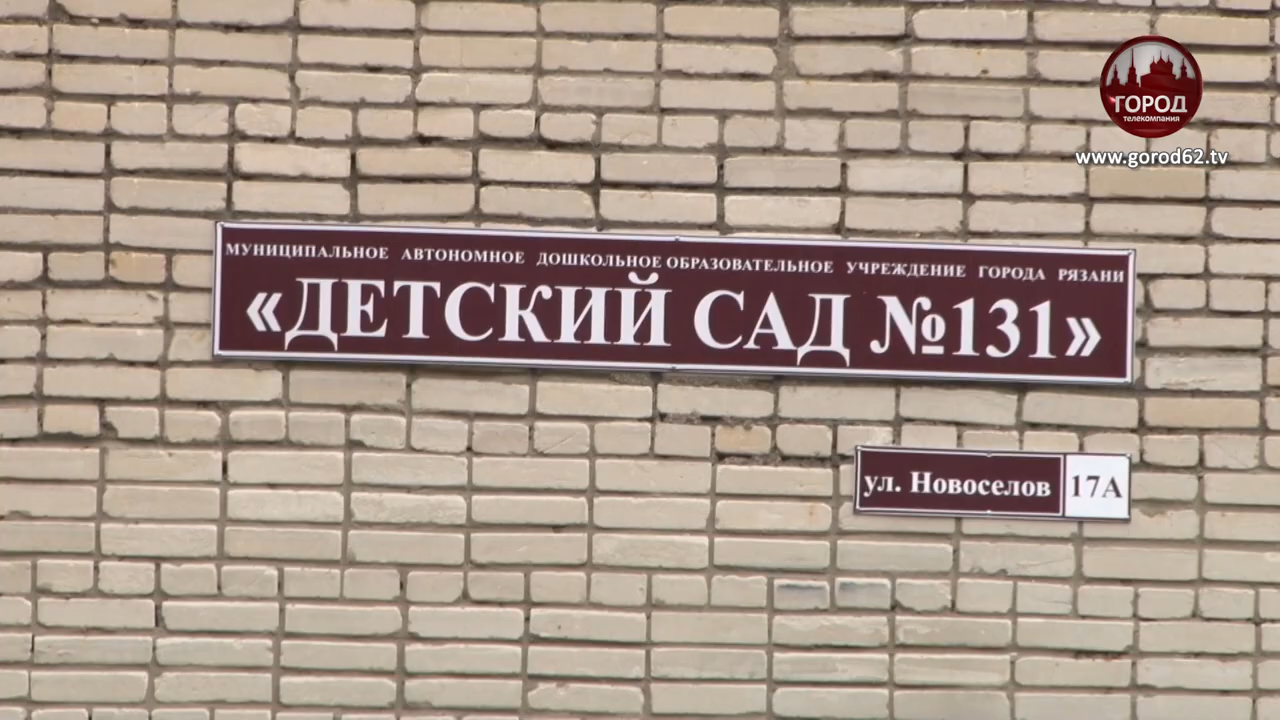 ГОРОД
телекомпания
www.gorod62.tv
МУНИЦИПАЛЬНОЕ АВТОНОМНОЕ ДОШКОЛЬНОЕ ОБРАЗОВАТЕЛЬНОЕ УЧРЕЖДЕНИЕ ГОРОДА РЯЗАНИ
«ДЕТСКИЙ САД №131»
ул. Новоселов 17А